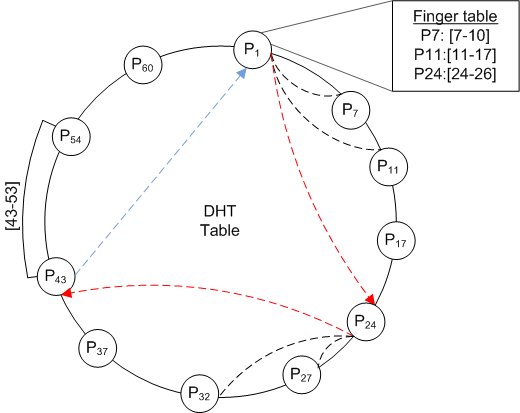 Finger table
P7: [7-10]
P11:[11-17]
P24:[24-26]
P1
P60
P7
P54
P11
[43-53]
DHT
Table
P17
P43
P24
P37
P27
P32